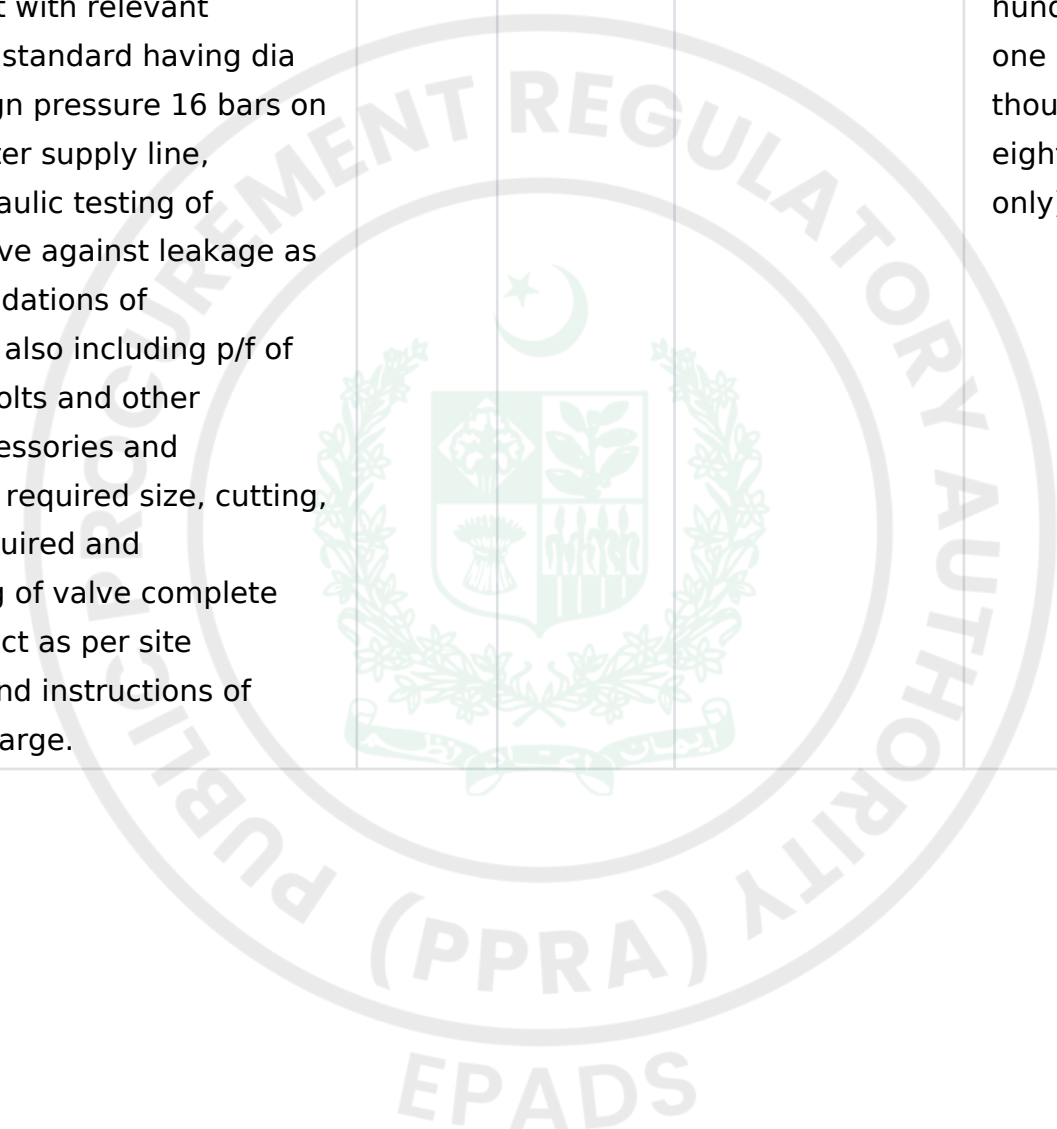 t with relevant
standard having dia
gn pressure 16 bars on
ter supply line,
aulic testing of
ve against leakage as
dations of
also including p/f of
olts and other
essories and
required size, cutting,
uired and
g of valve complete
ct as per site
nd instructions of
arge.
hund
one
thou
eight
only)
PUBLIC PROCUREMENT REGULATORY AUTHORITY
(PPRA)
EPADS